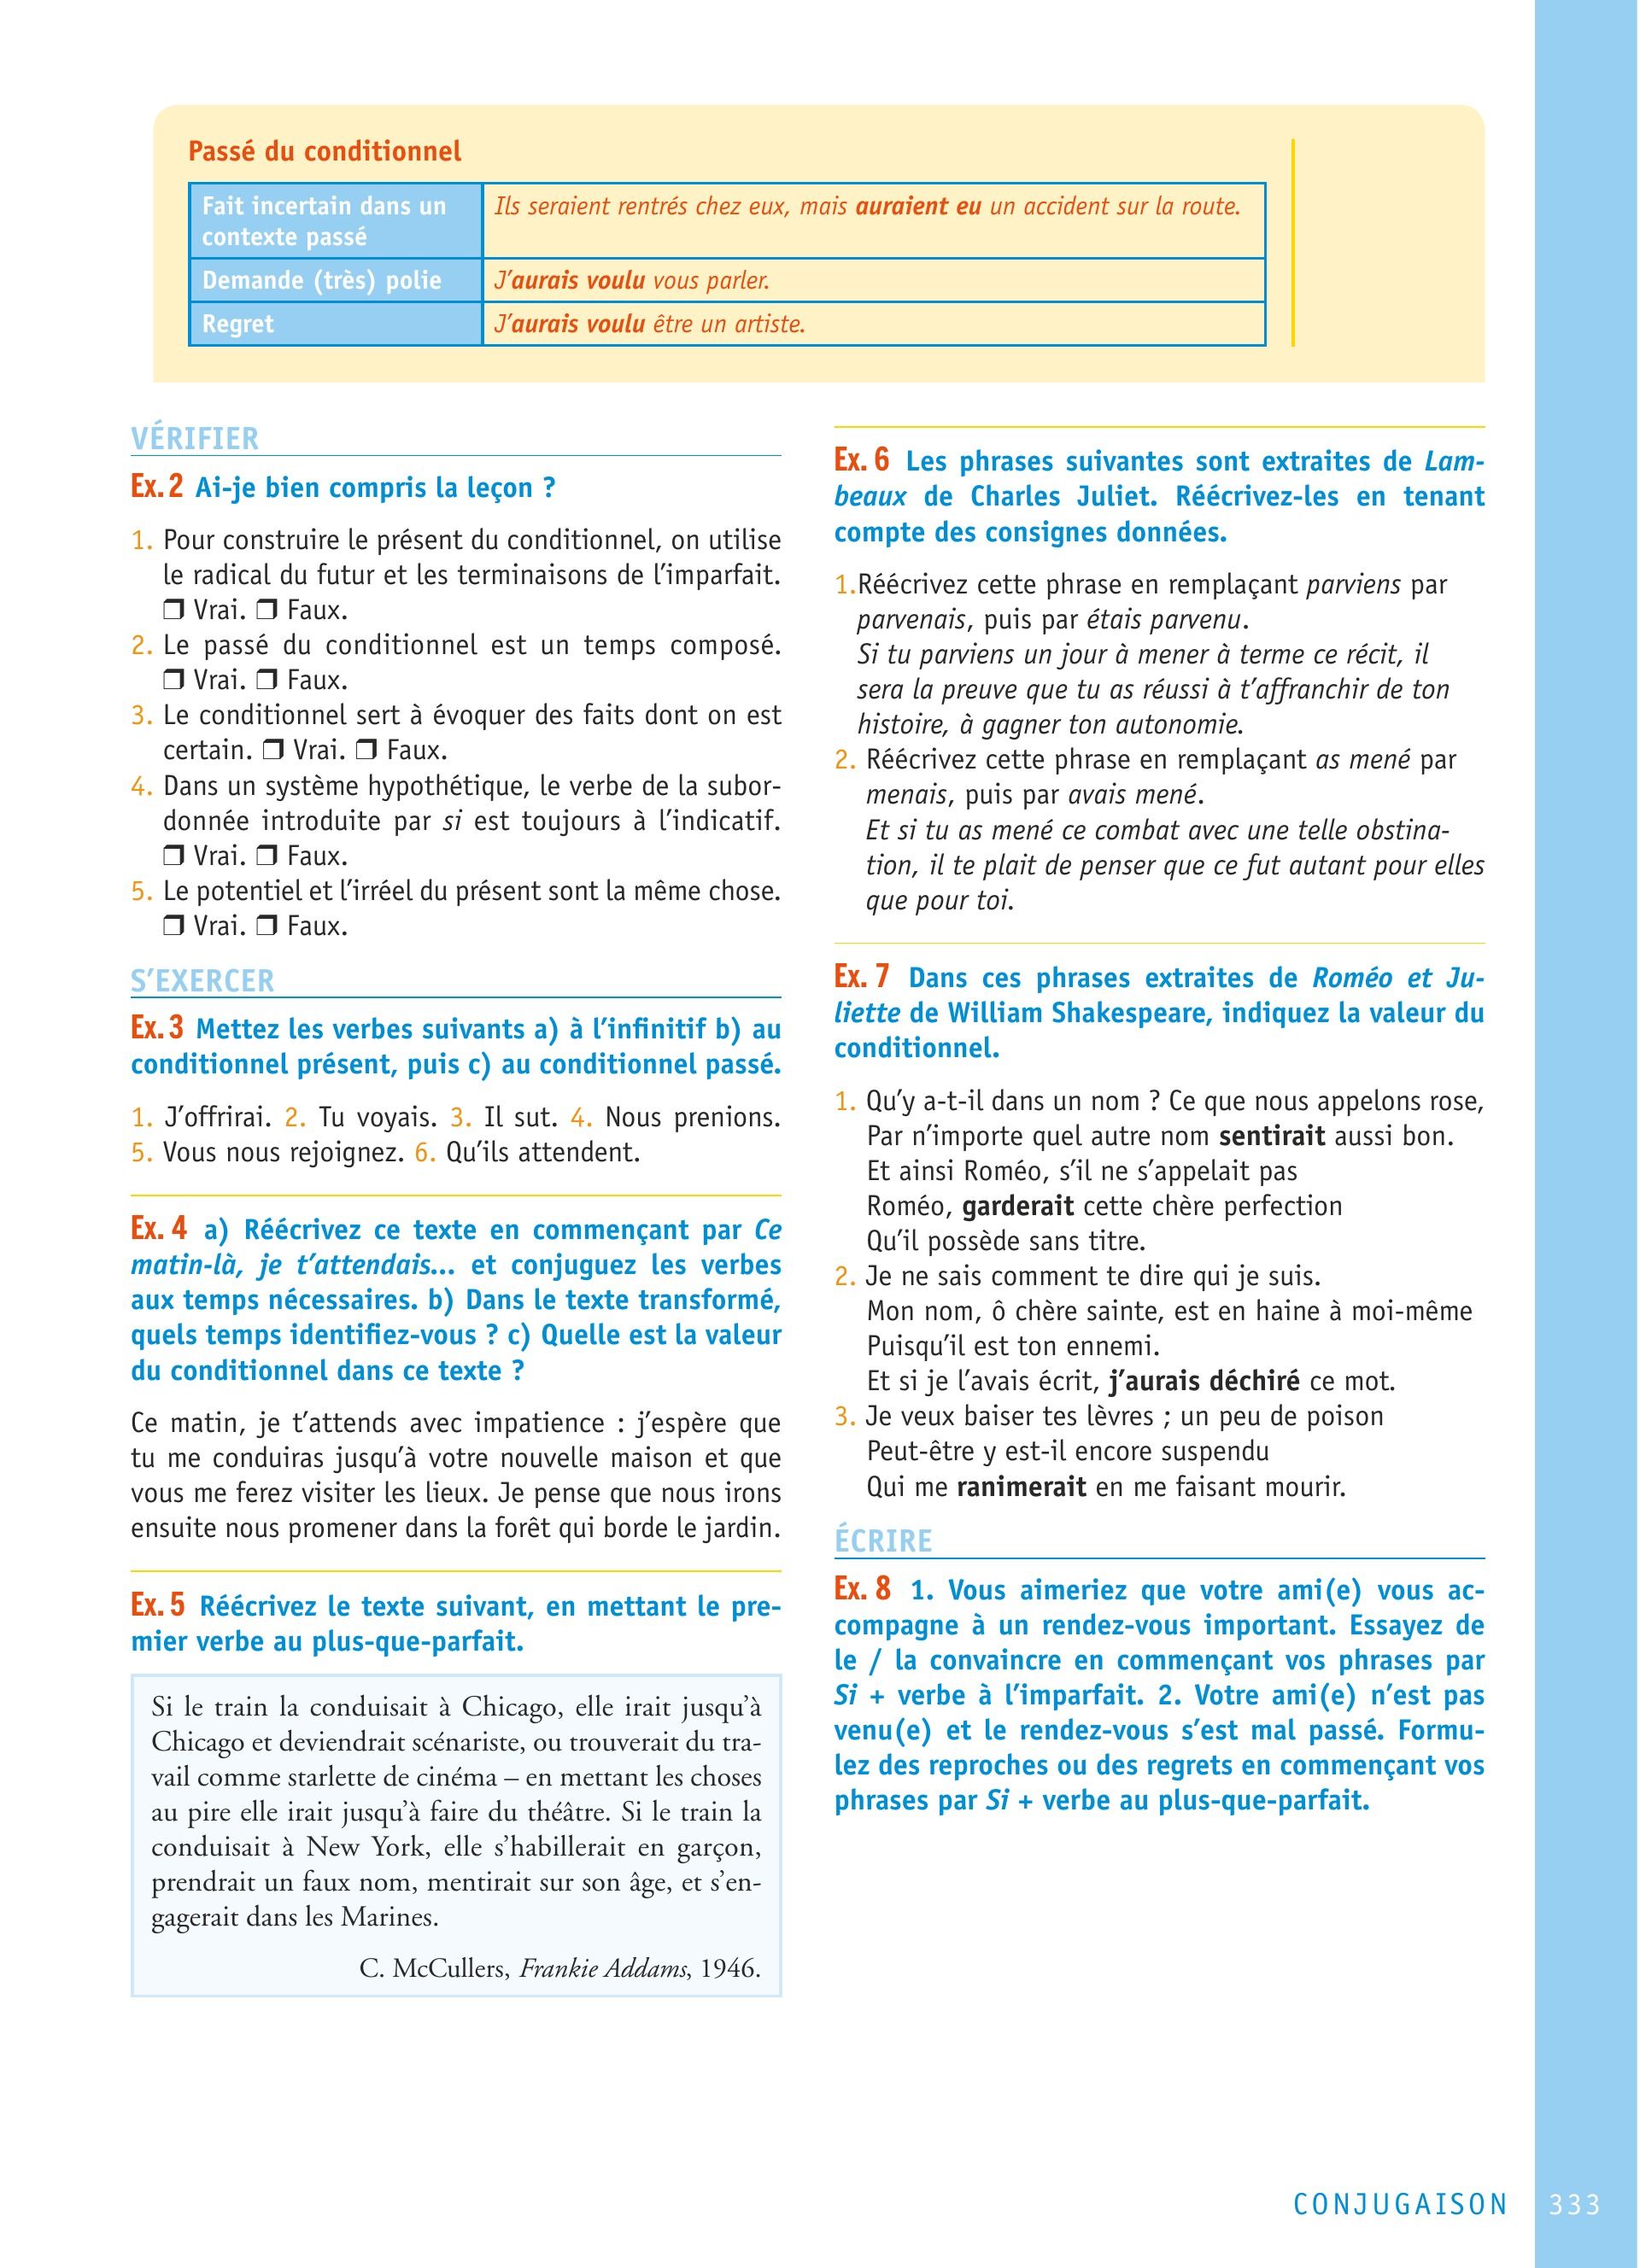 Passé du conditionnel
Fait incertain dans un
contexte passé
Ils seraient rentrés chez eux, mais auraient eu un accident sur la route.
Demande (très) polie
J’aurais voulu vous parler.
Regret
J’aurais voulu être un artiste.
VÉRIFIER
Ex. 2 Ai-je bien compris la leçon ?
1. Pour construire le présent du conditionnel, on utilise
le radical du futur et les terminaisons de l’imparfait.
❒ Vrai. ❒ Faux.
2. Le passé du conditionnel est un temps composé.
❒ Vrai. ❒ Faux.
3. Le conditionnel sert à évoquer des faits dont on est
certain. ❒ Vrai. ❒ Faux.
4. Dans un système hypothétique, le verbe de la subor-
donnée introduite par si est toujours à l’indicatif.
❒ Vrai. ❒ Faux.
5. Le potentiel et l’irréel du présent sont la même chose.
❒ Vrai. ❒ Faux.
S’EXERCER
Ex. 3 Mettez les verbes suivants a) à l’infinitif b) au
conditionnel présent, puis c) au conditionnel passé.
1. J’offrirai. 2. Tu voyais. 3. Il sut. 4. Nous prenions.
5. Vous nous rejoignez. 6. Qu’ils attendent.
Ex. 4 a) Réécrivez ce texte en commençant par Ce
matin-là, je t’attendais... et conjuguez les verbes
aux temps nécessaires. b) Dans le texte transformé,
quels temps identifiez-vous ? c) Quelle est la valeur
du conditionnel dans ce texte ?
Ce matin, je t’attends avec impatience : j’espère que
tu me conduiras jusqu’à votre nouvelle maison et que
vous me ferez visiter les lieux. Je pense que nous irons
ensuite nous promener dans la forêt qui borde le jardin.
Ex. 5 Réécrivez le texte suivant, en mettant le pre-
mier verbe au plus-que-parfait.
Si le train la conduisait à Chicago, elle irait jusqu’à
Chicago et deviendrait scénariste, ou trouverait du tra-
vail comme starlette de cinéma – en mettant les choses
au pire elle irait jusqu’à faire du théâtre. Si le train la
conduisait à New York, elle s’habillerait en garçon,
prendrait un faux nom, mentirait sur son âge, et s’en-
gagerait dans les Marines.
C. McCullers, Frankie Addams, 1946.
Ex. 6 Les phrases suivantes sont extraites de Lam-
beaux de Charles Juliet. Réécrivez-les en tenant
compte des consignes données.
1.Réécrivez cette phrase en remplaçant parviens par
parvenais, puis par étais parvenu.
Si tu parviens un jour à mener à terme ce récit, il
sera la preuve que tu as réussi à t’affranchir de ton
histoire, à gagner ton autonomie.
2. Réécrivez cette phrase en remplaçant as mené par
menais, puis par avais mené.
Et si tu as mené ce combat avec une telle obstina-
tion, il te plait de penser que ce fut autant pour elles
que pour toi.
Ex. 7 Dans ces phrases extraites de Roméo et Ju-
liette de William Shakespeare, indiquez la valeur du
conditionnel.
1. Qu’y a-t-il dans un nom ? Ce que nous appelons rose,
Par n’importe quel autre nom sentirait aussi bon.
Et ainsi Roméo, s’il ne s’appelait pas
Roméo, garderait cette chère perfection
Qu’il possède sans titre.
2. Je ne sais comment te dire qui je suis.
Mon nom, ô chère sainte, est en haine à moi-même
Puisqu’il est ton ennemi.
Et si je l’avais écrit, j’aurais déchiré ce mot.
3. Je veux baiser tes lèvres ; un peu de poison
Peut-être y est-il encore suspendu
Qui me ranimerait en me faisant mourir.
ÉCRIRE
Ex. 8 1. Vous aimeriez que votre ami(e) vous ac-
compagne à un rendez-vous important. Essayez de
le / la convaincre en commençant vos phrases par
Si + verbe à l’imparfait. 2. Votre ami(e) n’est pas
venu(e) et le rendez-vous s’est mal passé. Formu-
lez des reproches ou des regrets en commençant vos
phrases par Si + verbe au plus-que-parfait.
CONJUGAISON 333